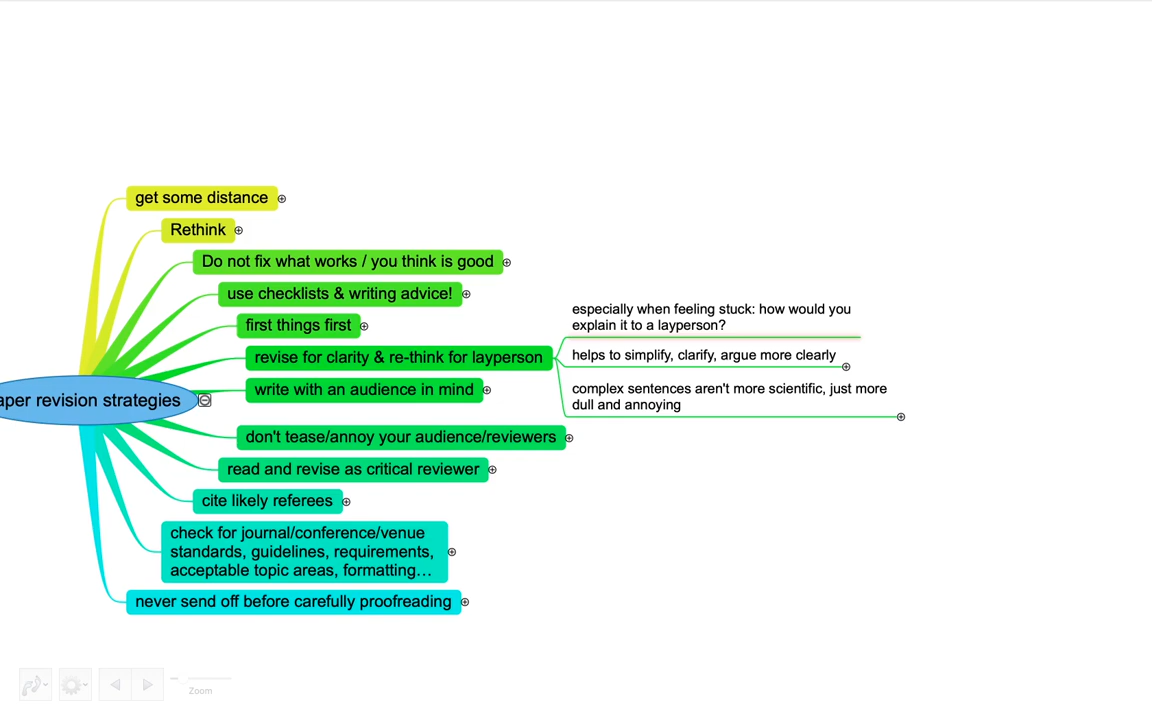 get some distance
Rethink
Do not fix what works / you think is good
use checklists & writing advice!
first things first
revise for clarity & re-think for layperson
especially when feeling stuck: how would you
explain it to a layperson?
helps to simplify, clarify, argue more clearly
complex sentences aren't more scientific, just more
dull and annoying
write with an audience in mind
aper revision strategies
don't tease/annoy your audience/reviewers
read and revise as critical reviewer
cite likely referees
check for journal/conference/venue
standards, guidelines, requirements,
acceptable topic areas, formatting…
never send off before carefully proofreading
Zoom